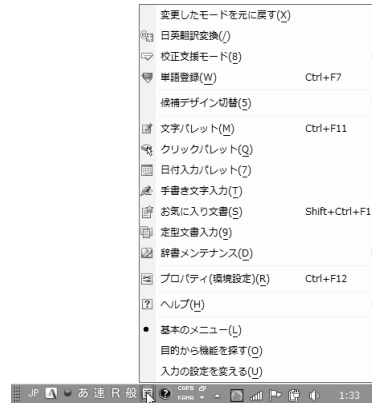 変更したモードを元に戻す(X)
日英翻訳変換(/)
校正支援モード(8)
単語登録(W) Ctrl+F7
候補デザイン切替(5)
文字パレット(M) Ctrl+F11
クリックパレット(Q)
日付入力パレット(7)
手書き文字入力(T)
お気に入り文書(S) Shift+Ctrl+F1
定型文書入力(9)
辞書メンテナンス(D)
プロパティ(環境設定)(R) Ctrl+F12
ヘルプ(H)
基本のメニュー(L)
目的から機能を探す(O)
入力の設定を変える(U)
JP あ 連 R 般 CAPS KANA 1:33